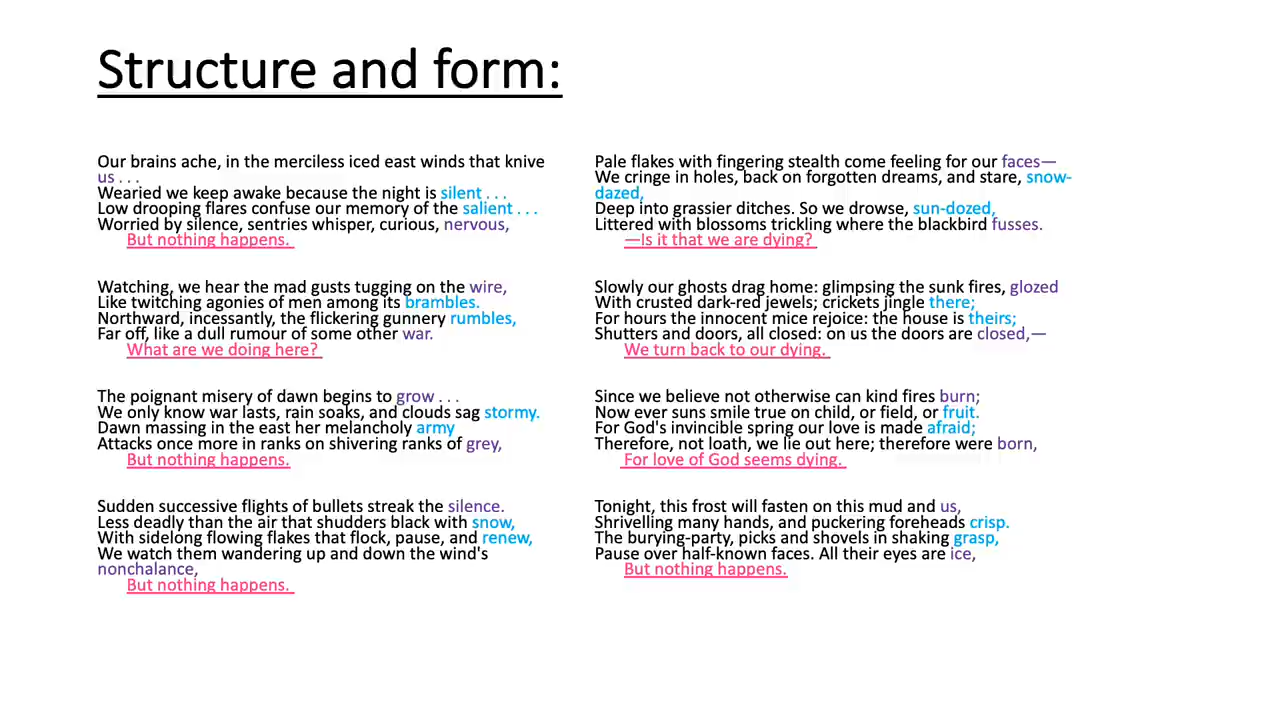 Structure and form:
Our brains ache, in the merciless iced east winds that knive
us . . .
Wearied we keep awake because the night is silent . . .
Low drooping flares confuse our memory of the salient . . .
Worried by silence, sentries whisper, curious, nervous,
But nothing happens.
Watching, we hear the mad gusts tugging on the wire,
Like twitching agonies of men among its brambles.
Northward, incessantly, the flickering gunnery rumbles,
Far off, like a dull rumour of some other war.
What are we doing here?
The poignant misery of dawn begins to grow . . .
We only know war lasts, rain soaks, and clouds sag stormy.
Dawn massing in the east her melancholy army
Attacks once more in ranks on shivering ranks of grey,
But nothing happens.
Sudden successive flights of bullets streak the silence.
Less deadly than the air that shudders black with snow,
With sidelong flowing flakes that flock, pause, and renew,
We watch them wandering up and down the wind's
nonchalance,
But nothing happens.
Pale flakes with fingering stealth come feeling for our faces—
We cringe in holes, back on forgotten dreams, and stare, snow-
dazed,
Deep into grassier ditches. So we drowse, sun-dozed,
Littered with blossoms trickling where the blackbird fusses.
—Is it that we are dying?
Slowly our ghosts drag home: glimpsing the sunk fires, glozed
With crusted dark-red jewels; crickets jingle there;
For hours the innocent mice rejoice: the house is theirs;
Shutters and doors, all closed: on us the doors are closed,—
We turn back to our dying.
Since we believe not otherwise can kind fires burn;
Now ever suns smile true on child, or field, or fruit.
For God's invincible spring our love is made afraid;
Therefore, not loath, we lie out here; therefore were born,
For love of God seems dying.
Tonight, this frost will fasten on this mud and us,
Shrivelling many hands, and puckering foreheads crisp.
The burying-party, picks and shovels in shaking grasp,
Pause over half-known faces. All their eyes are ice,
But nothing happens.